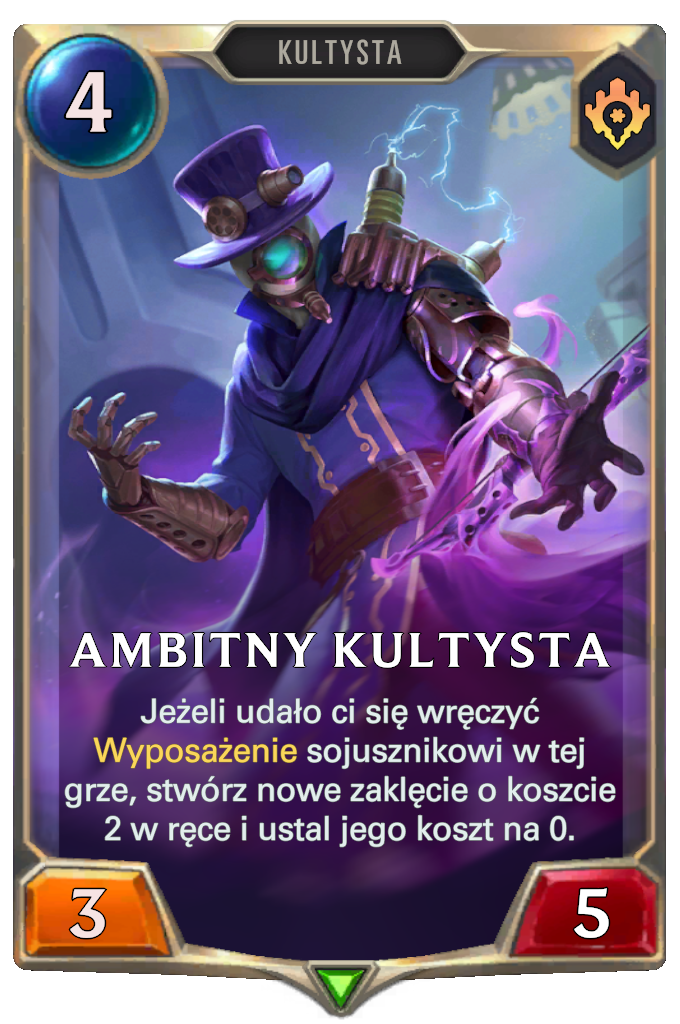 KULTYSTA
4
AMBITNY KULTYSTA
Jeżeli udało ci się wręczyć
Wyposażenie sojusznikowi w tej
grze, stwórz nowe zaklęcie o koszcie
2 w ręce i ustal jego koszt na 0.
3
5